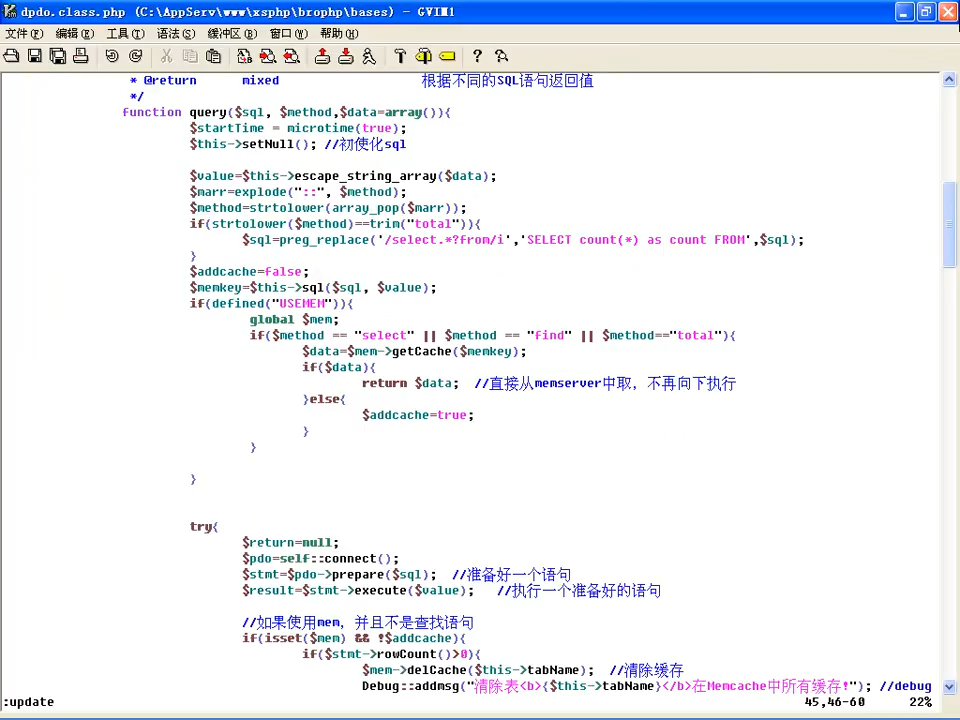 dpdo.class.php (C:\AppServ\www\xsphp\brophp\bases) - GVIM1
文件(F) 编辑(E) 工具(T) 语法(S) 缓冲区(B) 窗口(W) 帮助(H)
* @return mixed 根据不同的SQL语句返回值
*/
function query($sql, $method,$data=array()){
$startTime = microtime(true);
$this->setNull(); //初使化sql
$value=$this->escape_string_array($data);
$marr=explode("::", $method);
$method=strtolower(array_pop($marr));
if(strtolower($method)==trim("total")){
$sql=preg_replace('/select.*?from/i','SELECT count(*) as count FROM',$sql);
}
$addcache=false;
$memkey=$this->sql($sql, $value);
if(defined("USEMEM")){
global $mem;
if($method == "select" || $method == "find" || $method=="total"){
$data=$mem->getCache($memkey);
if($data){
return $data; //直接从memserver中取，不再向下执行
}else{
$addcache=true;
}
}
}
try{
$return=null;
$pdo=self::connect();
$stmt=$pdo->prepare($sql); //准备好一个语句
$result=$stmt->execute($value); //执行一个准备好的语句
//如果使用mem，并且不是查找语句
if(isset($mem) && !$addcache){
if($stmt->rowCount()>0){
$mem->delCache($this->tabName); //清除缓存
Debug::addmsg("清除表<b>{$this->tabName}</b>在Memcache中所有缓存!"); //debug
:update 45,46-60 22%